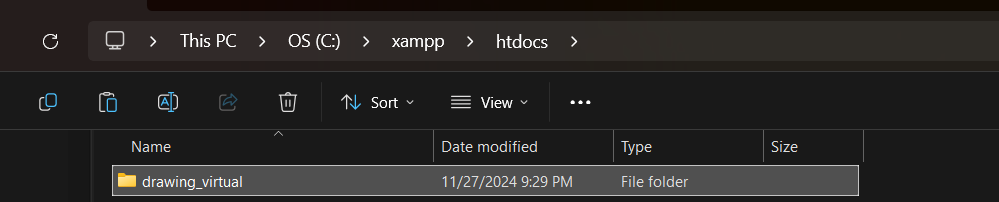 This PC OS (C:) xampp htdocs
Sort View
Name Date modified Type Size
drawing_virtual 11/27/2024 9:29 PM File folder